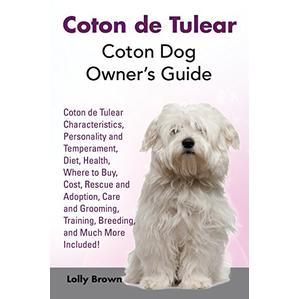 Coton de Tulear
Coton Dog
Owner's Guide
Coton de Tulear
Characteristics,
Personality and
Temperament,
Diet, Health,
Where to Buy,
Cost, Rescue and
Adoption, Care
and Grooming,
Training, Breeding,
and Much More
Included!
Lolly Brown